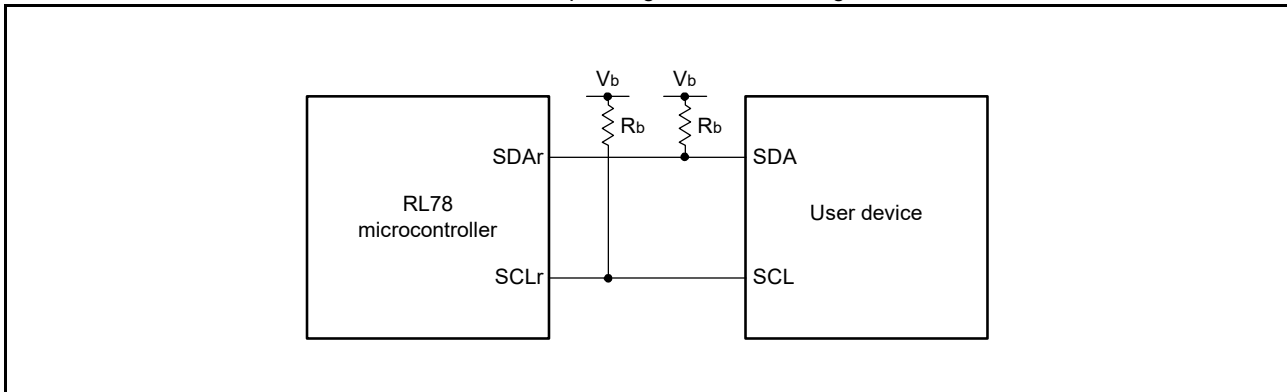 Vb Vb
Rb Rb
SDAr SDA
RL78
microcontroller
User device
SCLr SCL